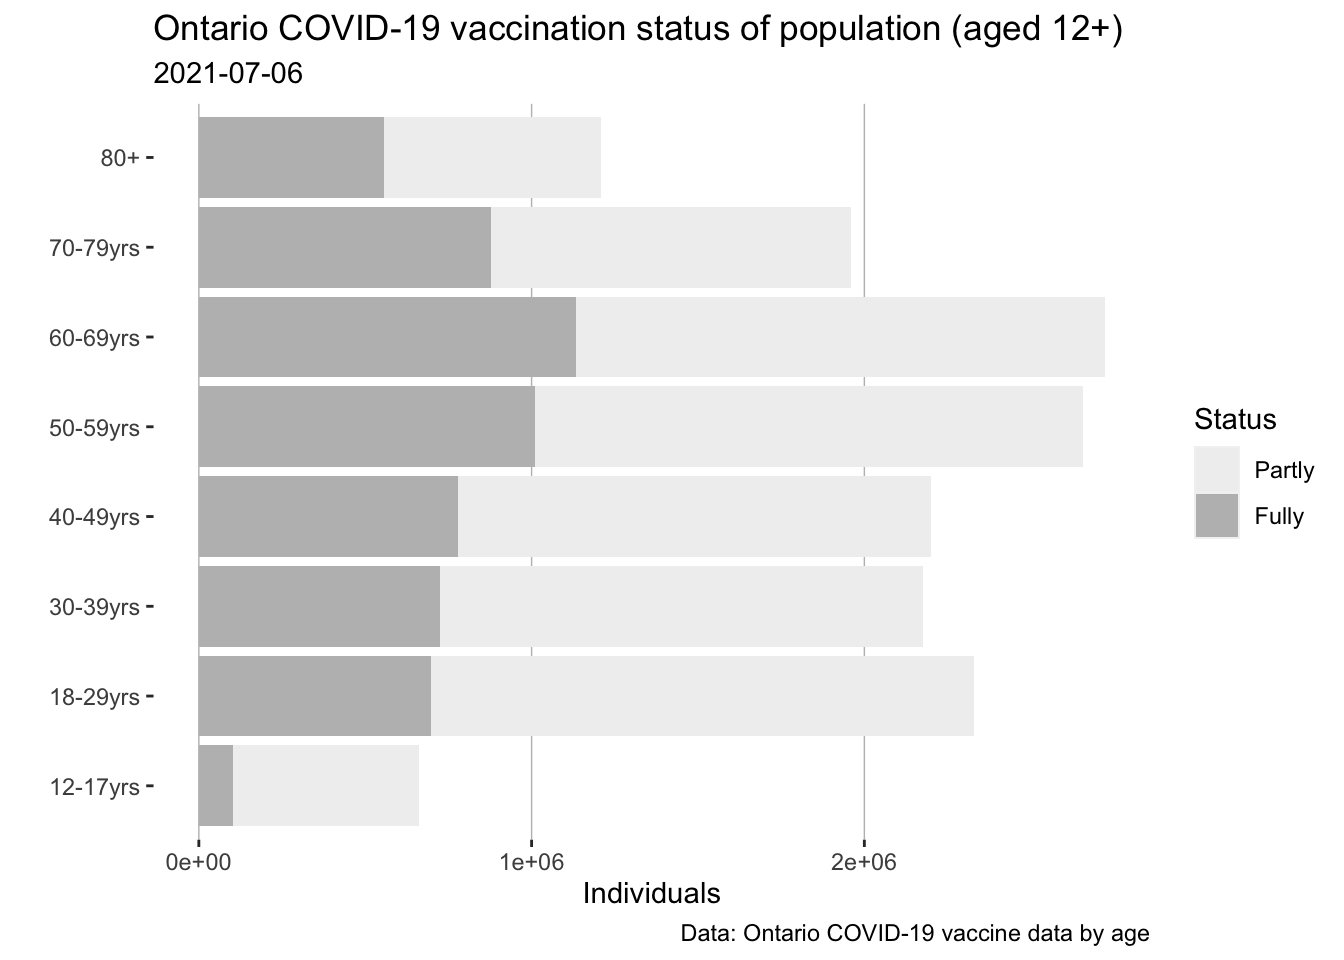 Ontario COVID-19 vaccination status of population (aged 12+)
2021-07-06
80+
70-79yrs
60-69yrs
50-59yrs
40-49yrs
30-39yrs
18-29yrs
12-17yrs
0e+00
1e+06
2e+06
Individuals
Status
Partly
Fully
Data: Ontario COVID-19 vaccine data by age